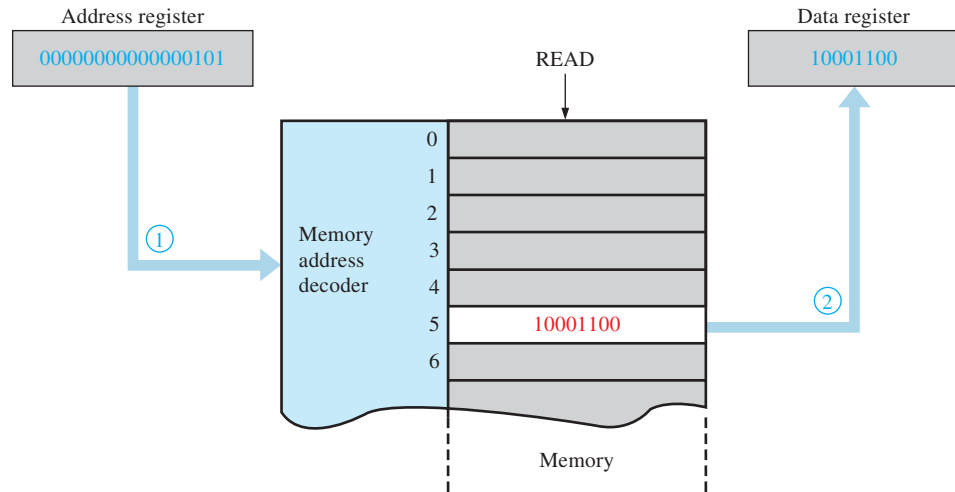 Address register
00000000000000101
Data register
10001100
READ
0
1
2
3
4
5
6
Memory
address
decoder
10001100
1
2
Memory